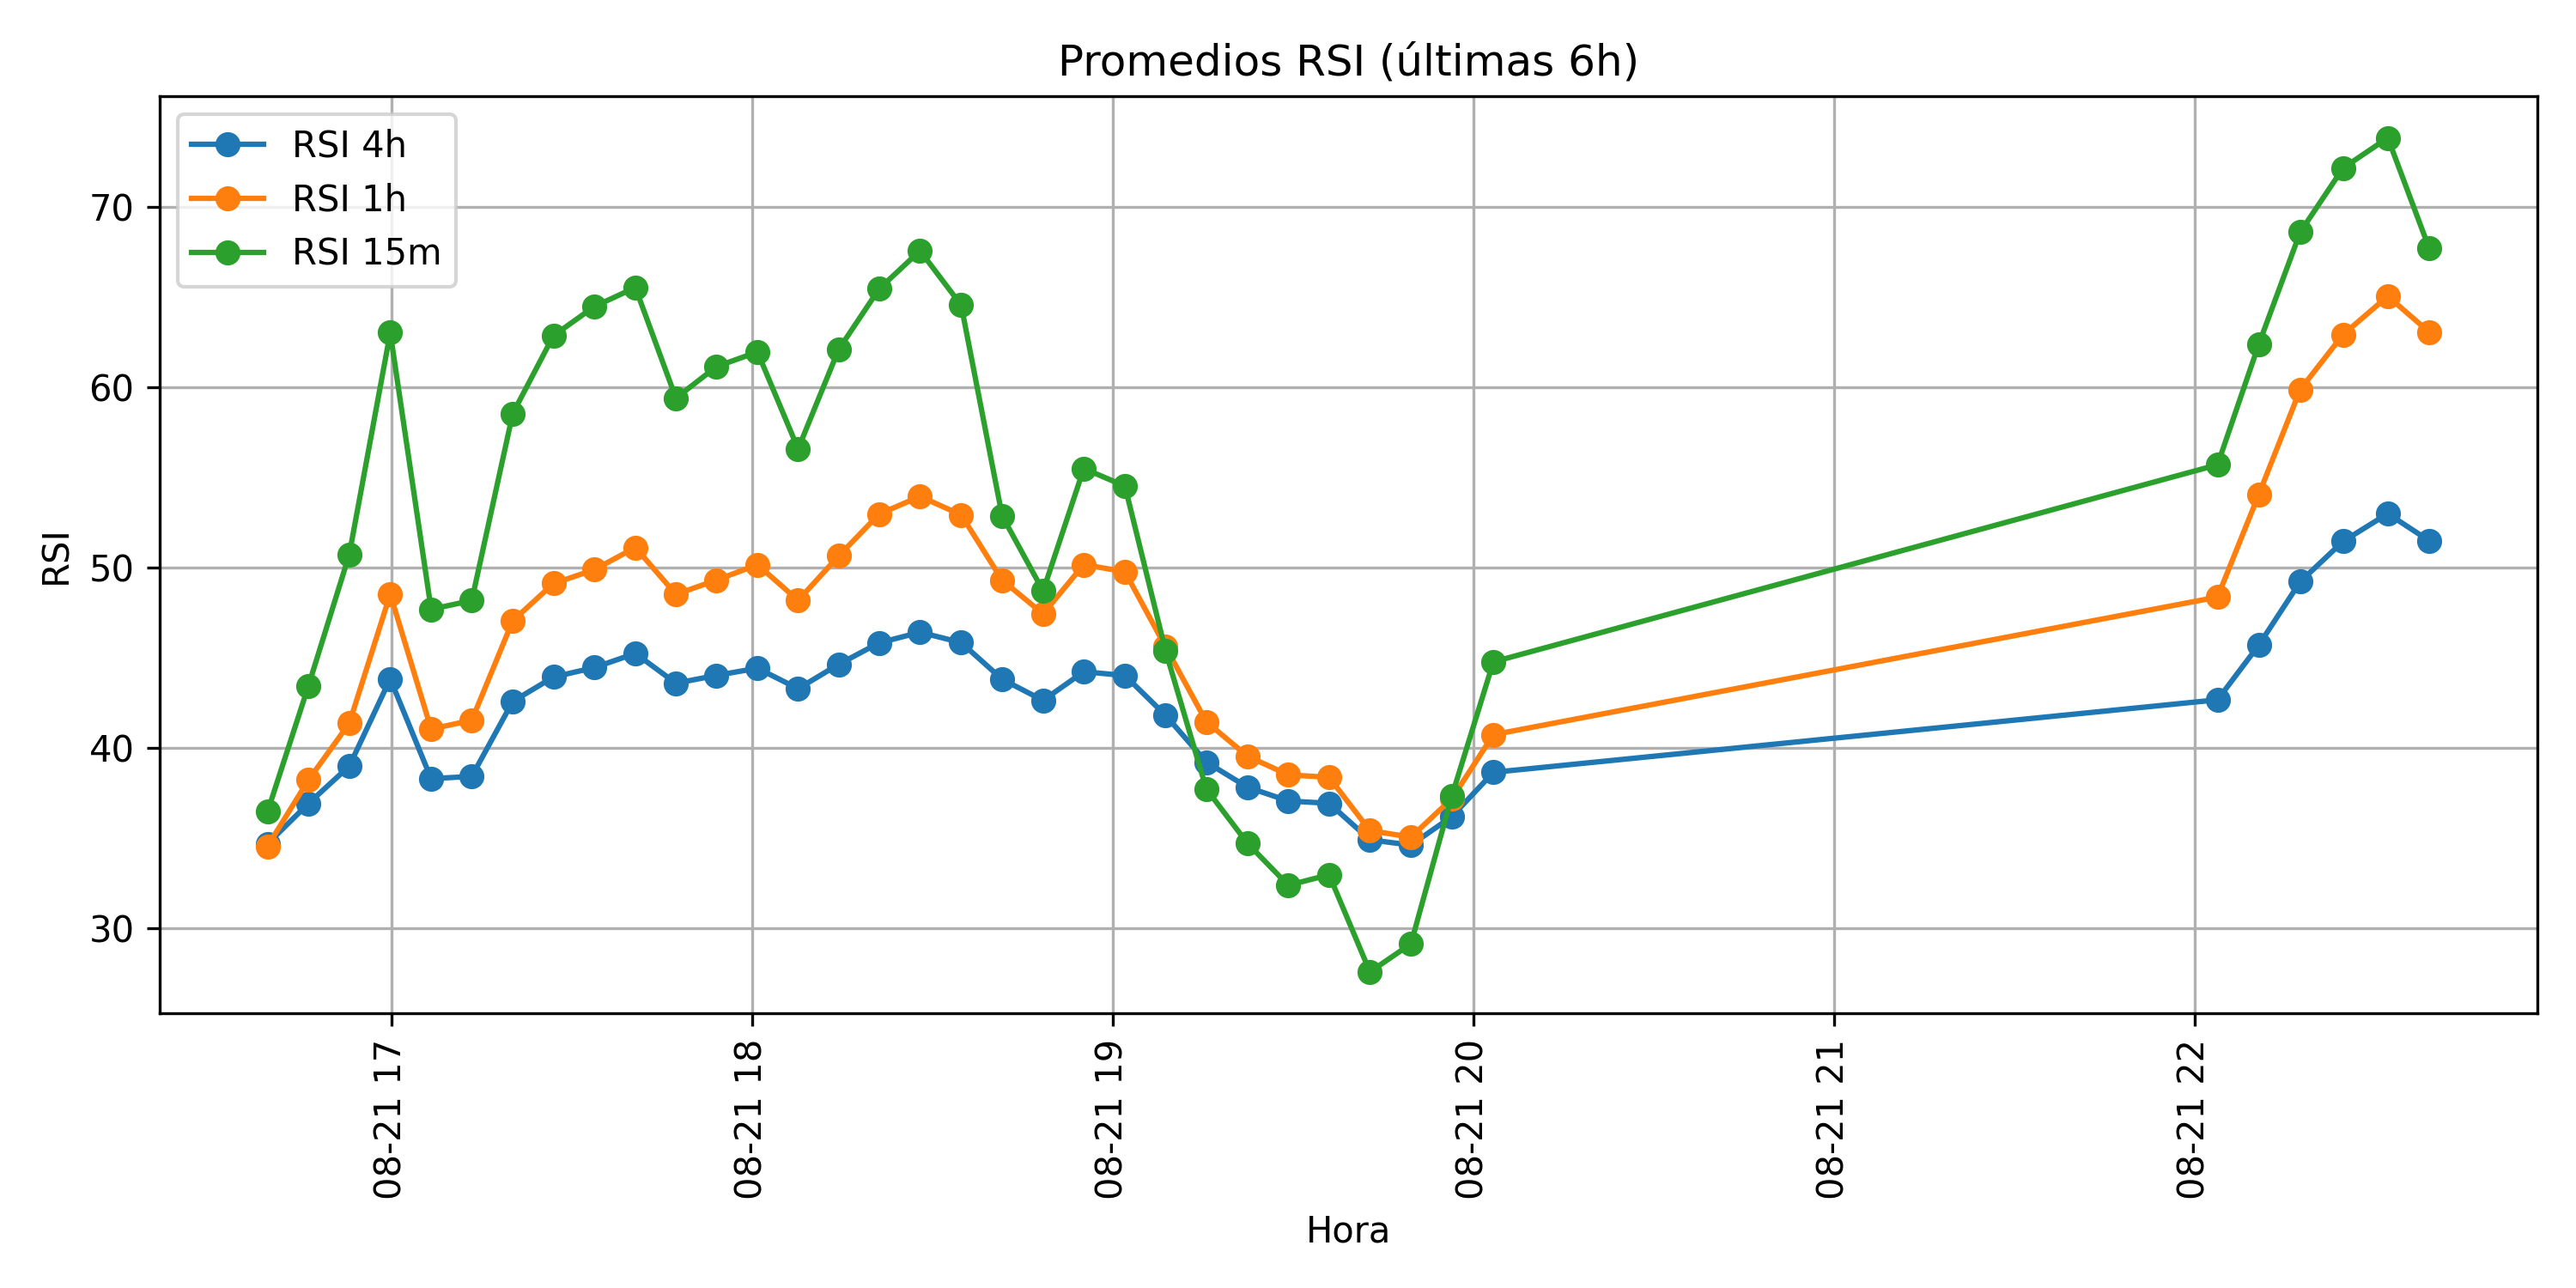 Promedios RSI (últimas 6h)
RSI 4h
RSI 1h
RSI 15m
RSI
70
60
50
40
30
08-21 17
08-21 18
08-21 19
08-21 20
08-21 21
08-21 22
Hora